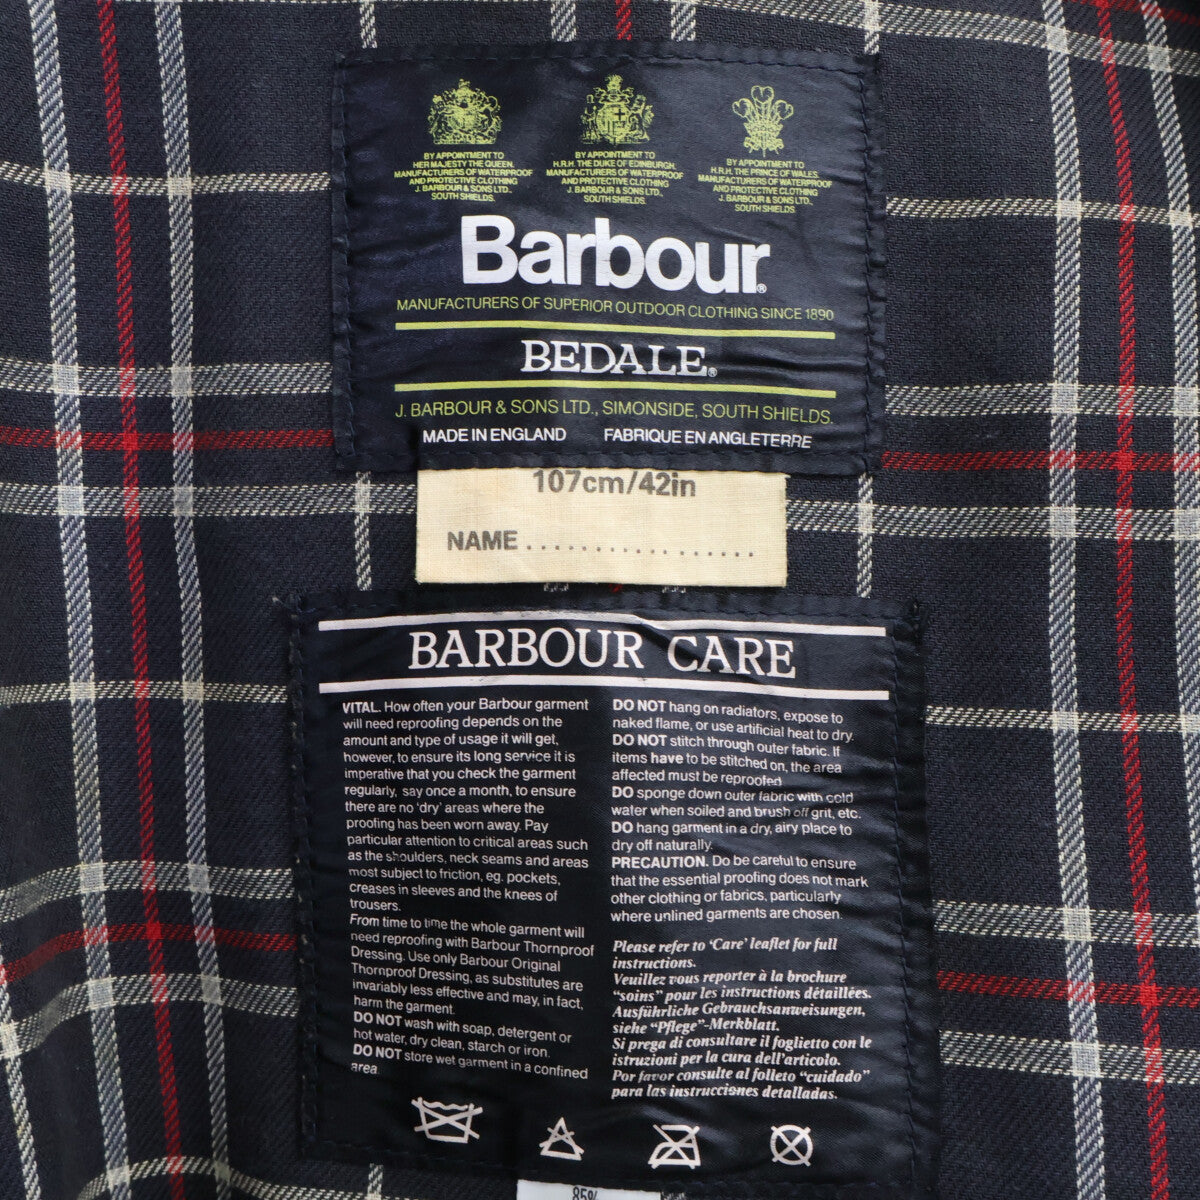 BY APPOINTMENT TO
HER MAJESTY THE QUEEN.
MANUFACTURERS OF WATERPROOF
AND PROTECTIVE CLOTHING
J. BARBOUR & SONS LTD.,
SOUTH SHIELDS.
BY APPOINTMENT TO
H.R.H. THE DUKE OF EDINBURGH.
MANUFACTURERS OF WATERPROOF
AND PROTECTIVE CLOTHING
J. BARBOUR & SONS LTD.,
SOUTH SHIELDS.
BY APPOINTMENT TO
H.R.H. THE PRINCE OF WALES.
MANUFACTURERS OF WATERPROOF
AND PROTECTIVE CLOTHING
J. BARBOUR & SONS LTD.,
SOUTH SHIELDS.
Barbour®
MANUFACTURERS OF SUPERIOR OUTDOOR CLOTHING SINCE 1890
BEDALE®
J. BARBOUR & SONS LTD., SIMONSIDE, SOUTH SHIELDS.
MADE IN ENGLAND FABRIQUE EN ANGLETERRE
107cm/42in
NAME ....................
BARBOUR CARE
VITAL. How often your Barbour garment
will need reproofing depends on the
amount and type of usage it will get,
however, to ensure its long service it is
imperative that you check the garment
regularly, say once a month, to ensure
there are no 'dry' areas where the
proofing has been worn away. Pay
particular attention to critical areas such
as the shoulders, neck seams and areas
most subject to friction, eg. pockets,
creases in sleeves and the knees of
trousers.
From time to time the whole garment will
need reproofing with Barbour Thornproof
Dressing. Use only Barbour Original
Thornproof Dressing, as substitutes are
invariably less effective and may, in fact,
harm the garment.
DO NOT wash with soap, detergent or
hot water, dry clean, starch or iron.
DO NOT store wet garment in a confined
area.
DO NOT hang on radiators, expose to
naked flame, or use artificial heat to dry.
DO NOT stitch through outer fabric. If
items have to be stitched on, the area
affected must be reproofed.
DO sponge down outer fabric with cold
water when soiled and brush off grit, etc.
DO hang garment in a dry, airy place to
dry off naturally.
PRECAUTION. Do be careful to ensure
that the essential proofing does not mark
other clothing or fabrics, particularly
where unlined garments are chosen.
Please refer to 'Care' leaflet for full
instructions.
Veuillez vous reporter à la brochure
"soins" pour les instructions détaillées.
Ausführliche Gebrauchsanweisungen,
siehe "Pflege"-Merkblatt.
Si prega di consultare il foglietto con le
istruzioni per la cura dell'articolo.
Por favor consulte al folleto "cuidado"
para las instrucciones detalladas.
85%